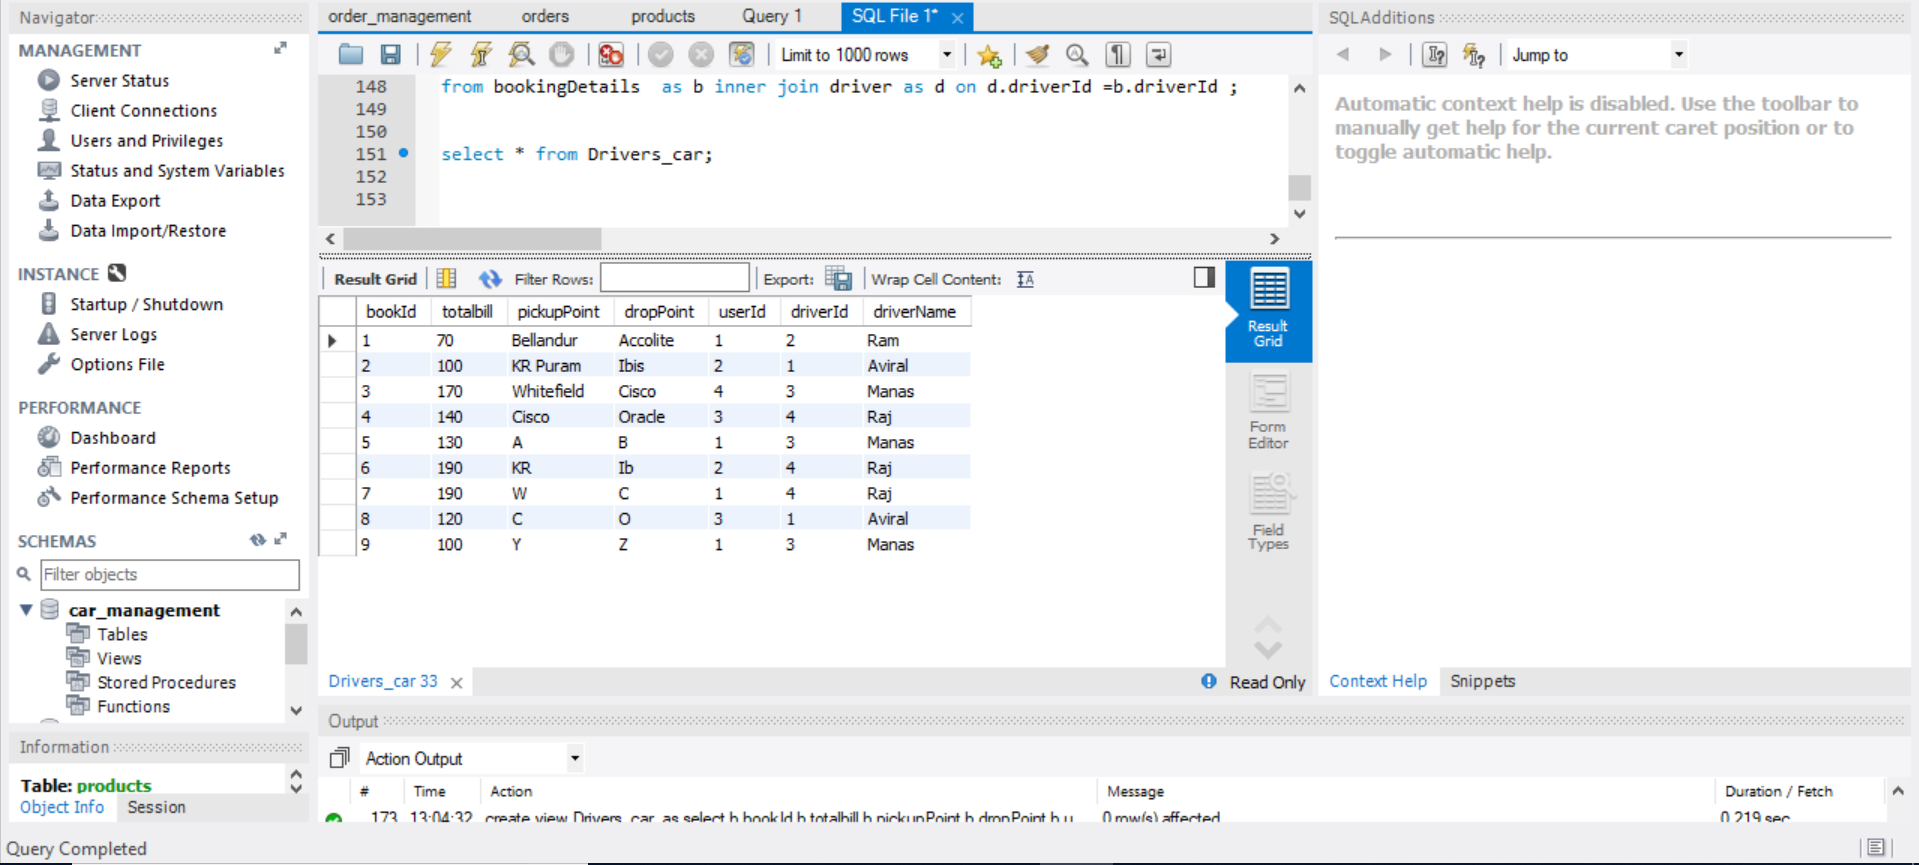 Navigator
MANAGEMENT
Server Status
Client Connections
Users and Privileges
Status and System Variables
Data Export
Data Import/Restore
INSTANCE
Startup / Shutdown
Server Logs
Options File
PERFORMANCE
Dashboard
Performance Reports
Performance Schema Setup
SCHEMAS
Filter objects
car_management
Tables
Views
Stored Procedures
Functions
Information
Table: products
Object Info Session
Query Completed
order_management orders products Query 1 SQL File 1*
Limit to 1000 rows
148 from bookingDetails  as b inner join driver as d on d.driverId =b.driverId ;
149
150
151 select * from Drivers_car;
152
153
Result Grid Filter Rows: Export: Wrap Cell Content:
bookId totalbill pickupPoint dropPoint userId driverId driverName
1 70 Bellandur Accolite 1 2 Ram
2 100 KR Puram Ibis 2 1 Aviral
3 170 Whitefield Cisco 4 3 Manas
4 140 Cisco Oracle 3 4 Raj
5 130 A B 1 3 Manas
6 190 KR Ib 2 4 Raj
7 190 W C 1 4 Raj
8 120 C O 3 1 Aviral
9 100 Y Z 1 3 Manas
Result
Grid
Form
Editor
Field
Types
Drivers_car 33 Read Only
SQLAdditions
Jump to
Automatic context help is disabled. Use the toolbar to
manually get help for the current caret position or to
toggle automatic help.
Context Help Snippets
Output
Action Output
# Time Action Message Duration / Fetch
173 13:04:32 create view Drivers_car as select b.bookId,b.totalbill,b.pickupPoint,b.dropPoint,b.u... 0 row(s) affected 0.219 sec